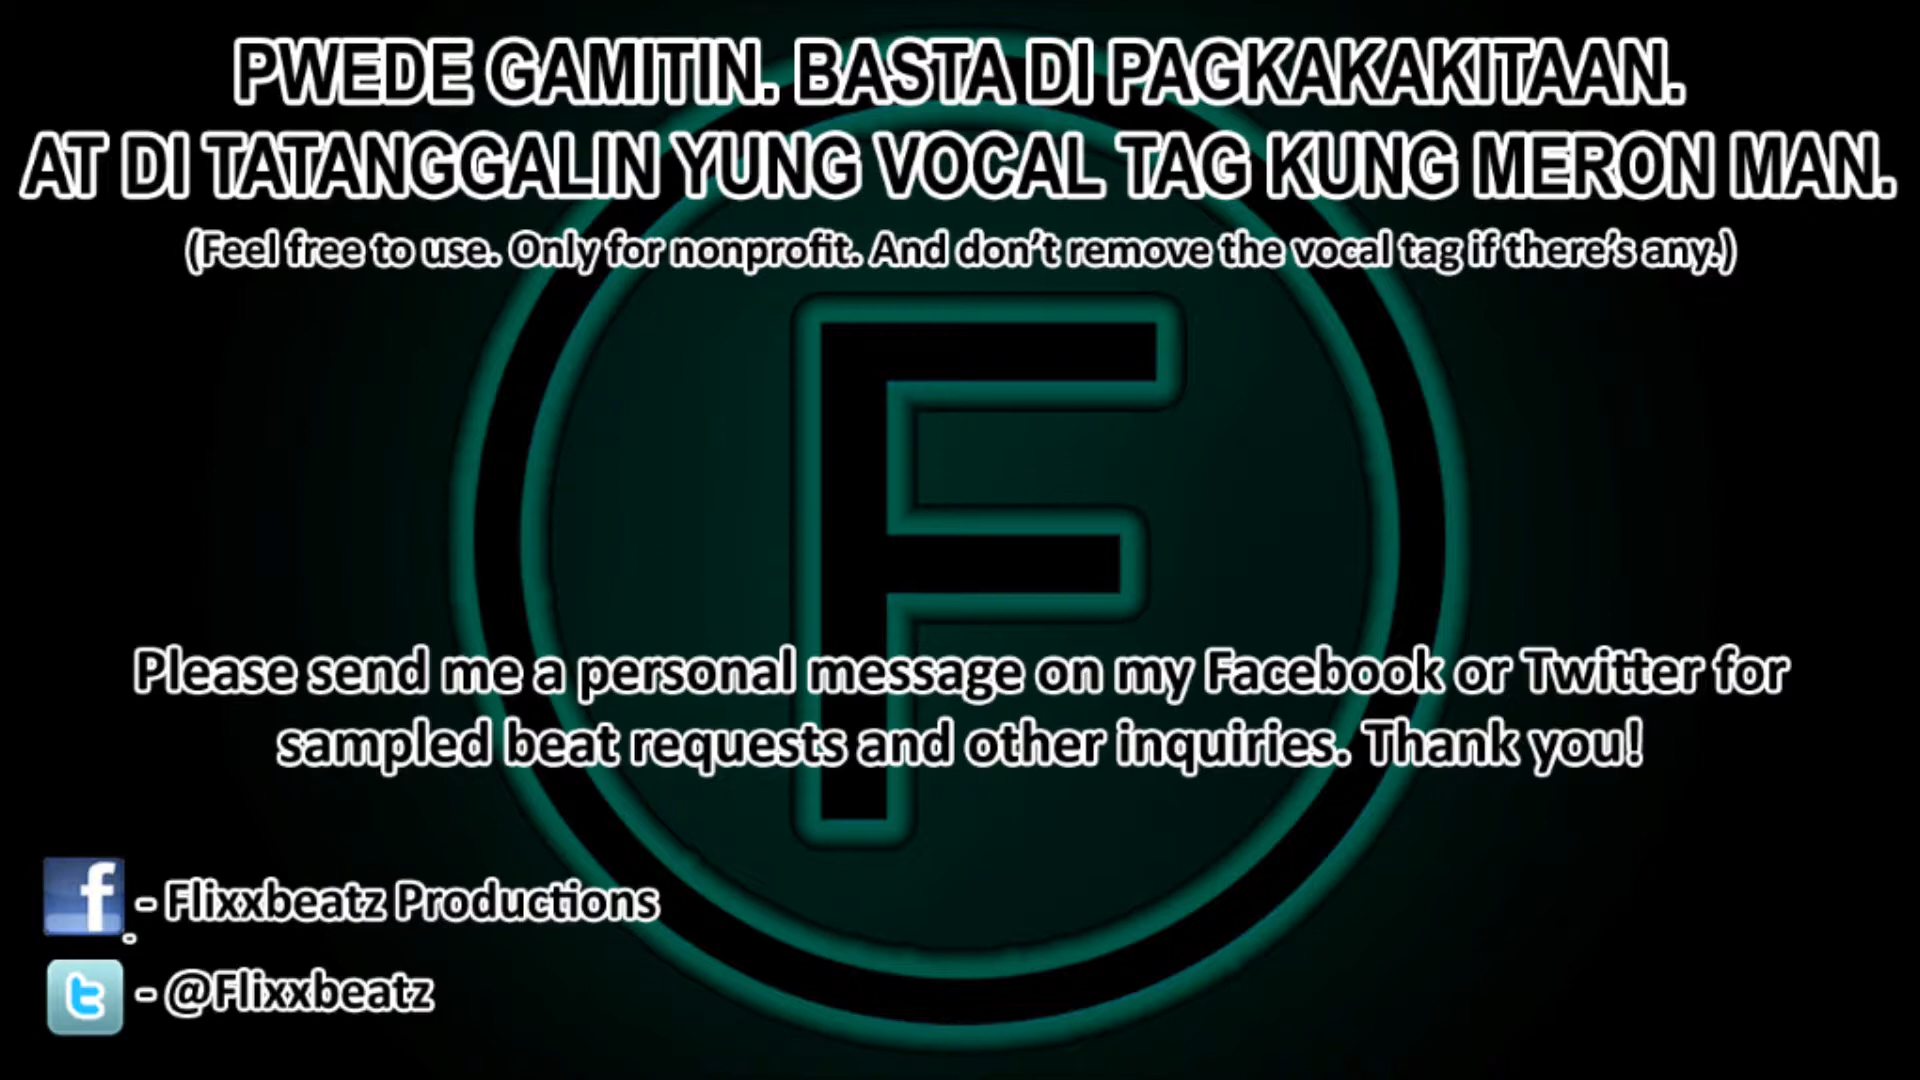 PWEDE GAMITIN. BASTA DI PAGKAKAKITAAN.
AT DI TATANGGALIN YUNG VOCAL TAG KUNG MERON MAN.
(Feel free to use. Only for nonprofit. And don't remove the vocal tag if there's any.)
F
Please send me a personal message on my Facebook or Twitter for
sampled beat requests and other inquiries. Thank you!
f - Flixxbeatz Productions
-
t - @Flixxbeatz